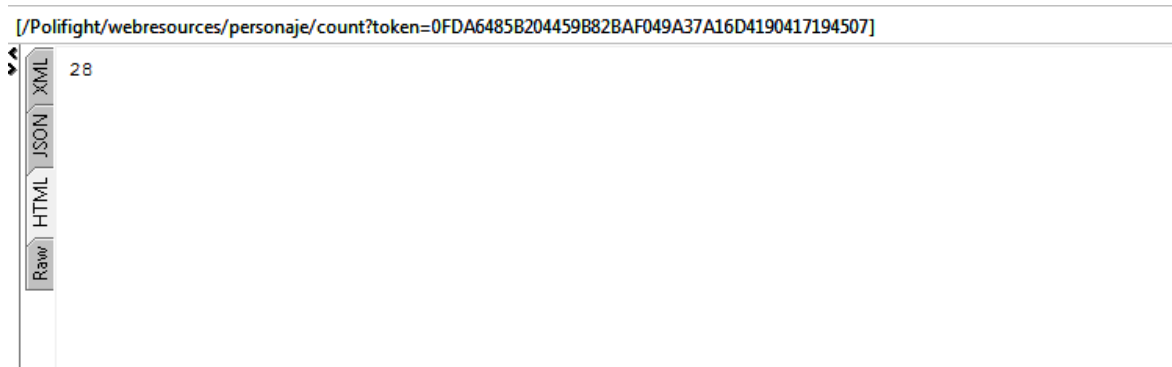 [/Polifight/webresources/personaje/count?token=0FDA6485B204459B82BAF049A37A16D4190417194507]
28
XML
JSON
HTML
Raw